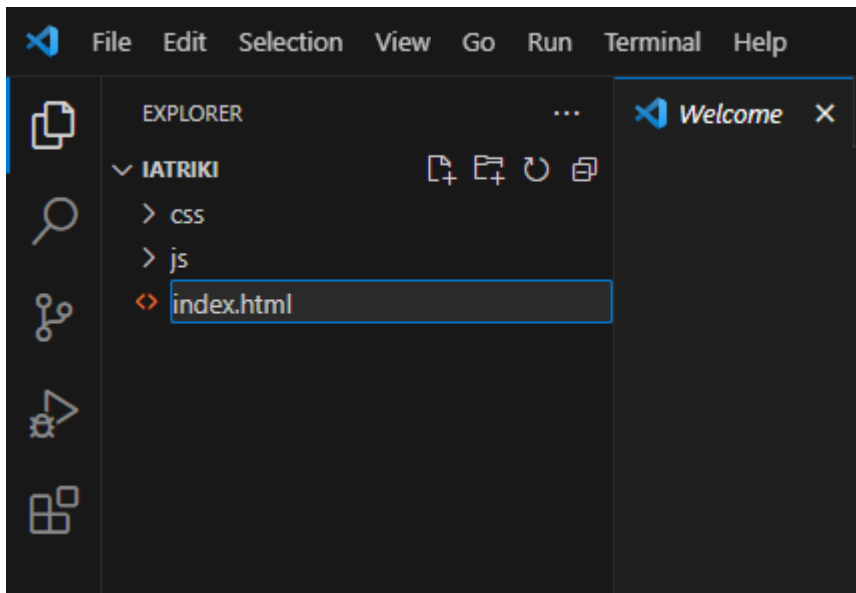 File Edit Selection View Go Run Terminal Help
EXPLORER
Welcome
IATRIKI
css
js
index.html